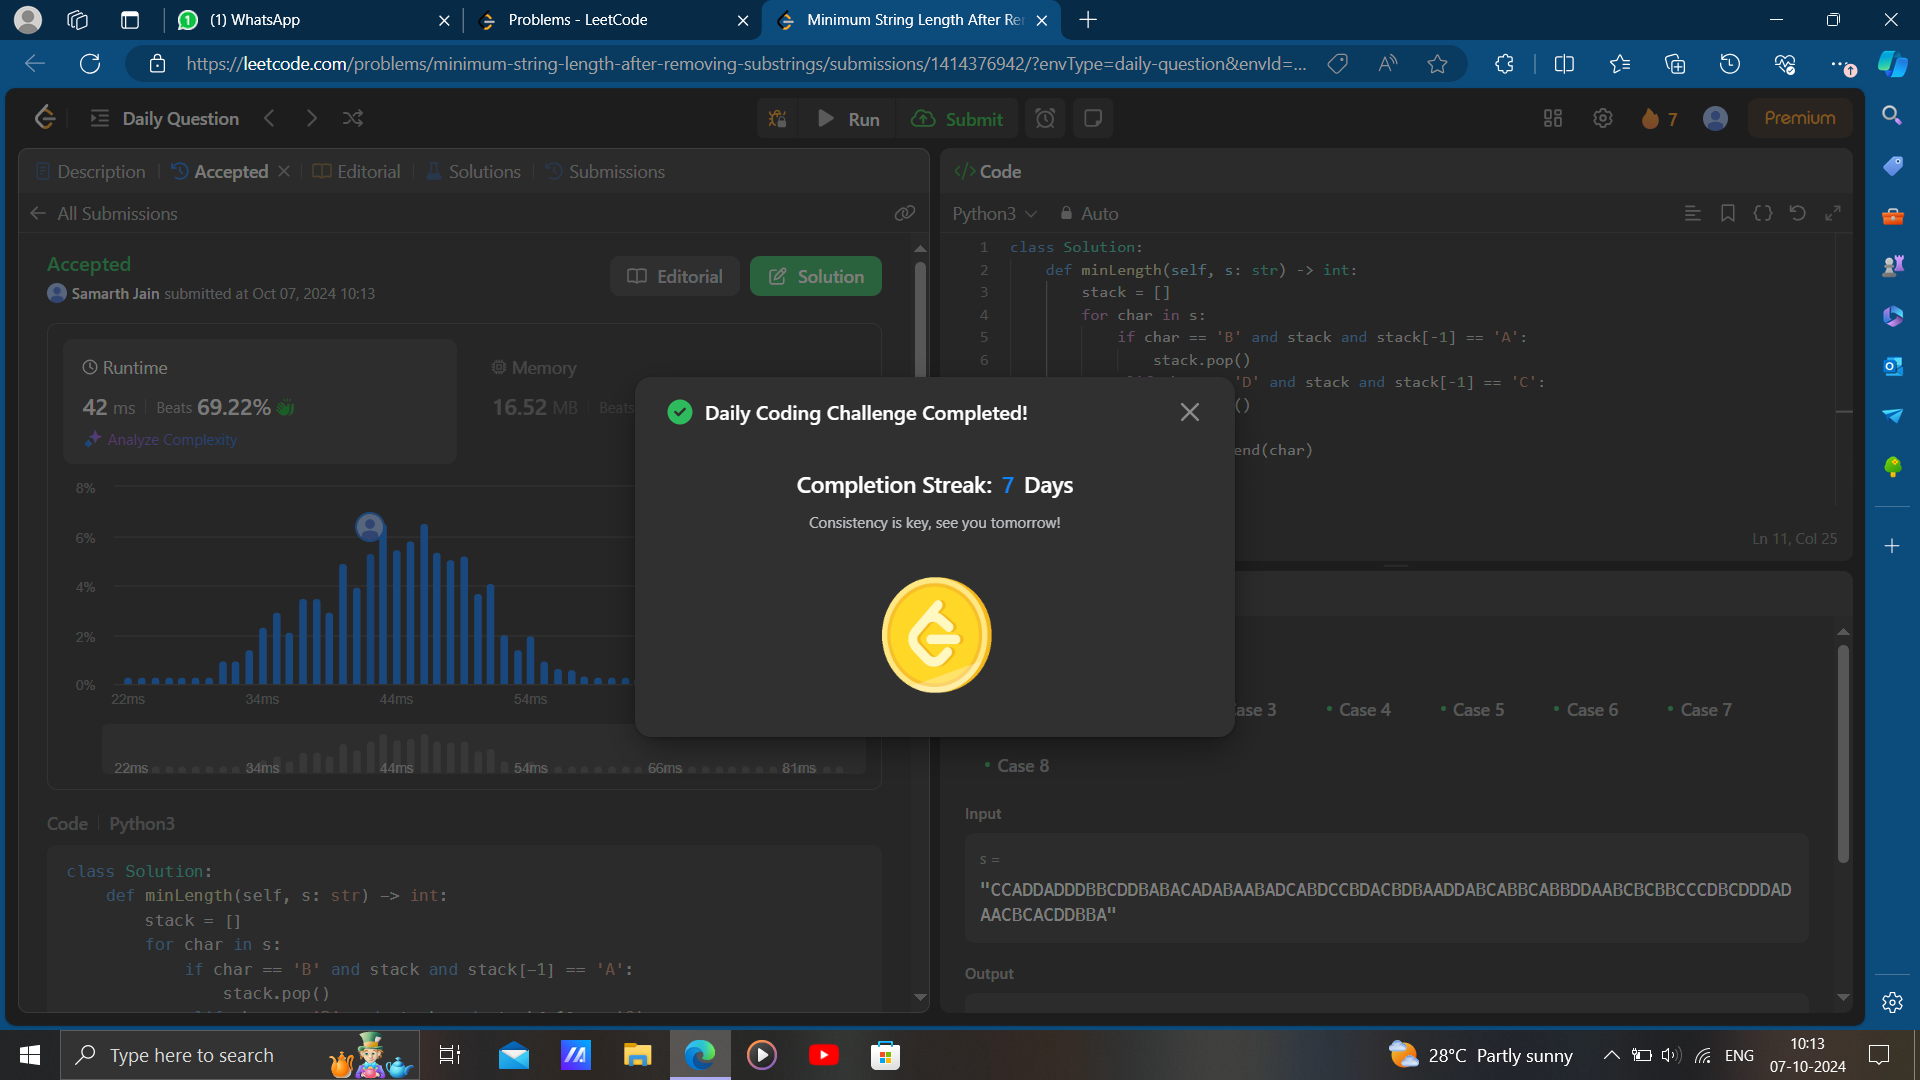 (1) WhatsApp
Problems - LeetCode
Minimum String Length After Re
https://leetcode.com/problems/minimum-string-length-after-removing-substrings/submissions/1414376942/?envType=daily-question&envId=...
Daily Question
Run
Submit
7
Premium
Description
Accepted
Editorial
Solutions
Submissions
All Submissions
Accepted
Samarth Jain submitted at Oct 07, 2024 10:13
Editorial
Solution
Runtime
42 ms
Beats 69.22%
Analyze Complexity
Memory
16.52 MB
Beats
8%
6%
4%
2%
0%
22ms 34ms 44ms 54ms
22ms 34ms 44ms 54ms 66ms 81ms
Code Python3
class Solution:
def minLength(self, s: str) -> int:
stack = []
for char in s:
if char == 'B' and stack and stack[-1] == 'A':
stack.pop()
Code
Python3
Auto
1 class Solution:
2 def minLength(self, s: str) -> int:
3 stack = []
4 for char in s:
5 if char == 'B' and stack and stack[-1] == 'A':
6 stack.pop()
'D' and stack and stack[-1] == 'C':
()
end(char)
Ln 11, Col 25
Daily Coding Challenge Completed!
Completion Streak: 7 Days
Consistency is key, see you tomorrow!
ase 3
Case 4
Case 5
Case 6
Case 7
Case 8
Input
s =
"CCADDADDDBBCDDBABACADABAABADCABDCCBDACBDBAADDABCABBCABBDDAABCBCBBCCCDBCDDDAD
AACBCACDDBBA"
Output
Type here to search
28°C Partly sunny
ENG
10:13
07-10-2024